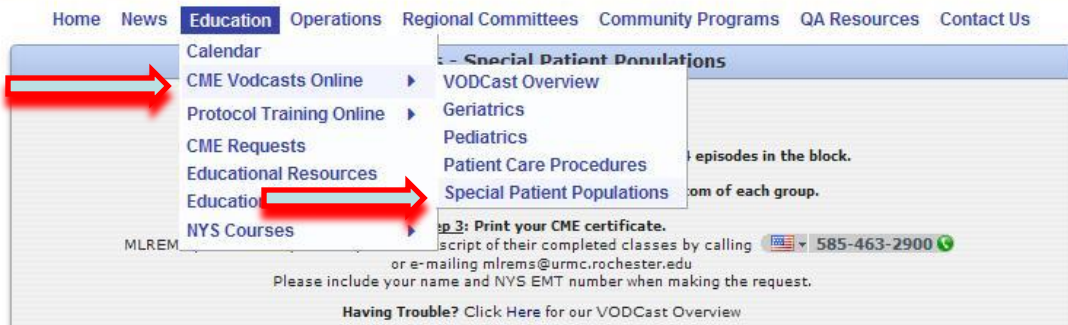 Home News Education Operations Regional Committees Community Programs QA Resources Contact Us
Calendar
CME Vodcasts Online
Protocol Training Online
CME Requests
Educational Resources
Education
NYS Courses
- Special Patient Populations
VODCast Overview
Geriatrics
Pediatrics
Patient Care Procedures
Special Patient Populations
episodes in the block.
of each group.
3: Print your CME certificate.
MLREM script of their completed classes by calling 585-463-2900
or e-mailing mlrems@urmc.rochester.edu
Please include your name and NYS EMT number when making the request.
Having Trouble? Click Here for our VODCast Overview